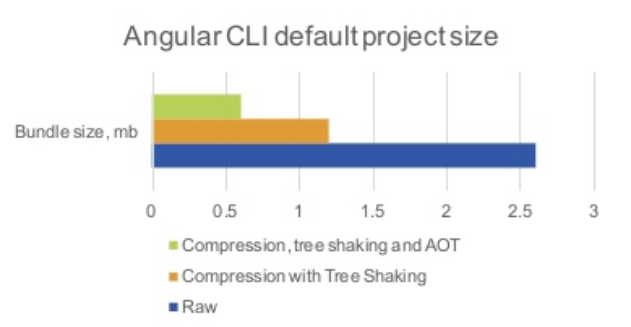 Angular CLI default project size
Bundle size, mb
0 0.5 1 1.5 2 2.5 3
Compression, tree shaking and AOT
Compression with Tree Shaking
Raw